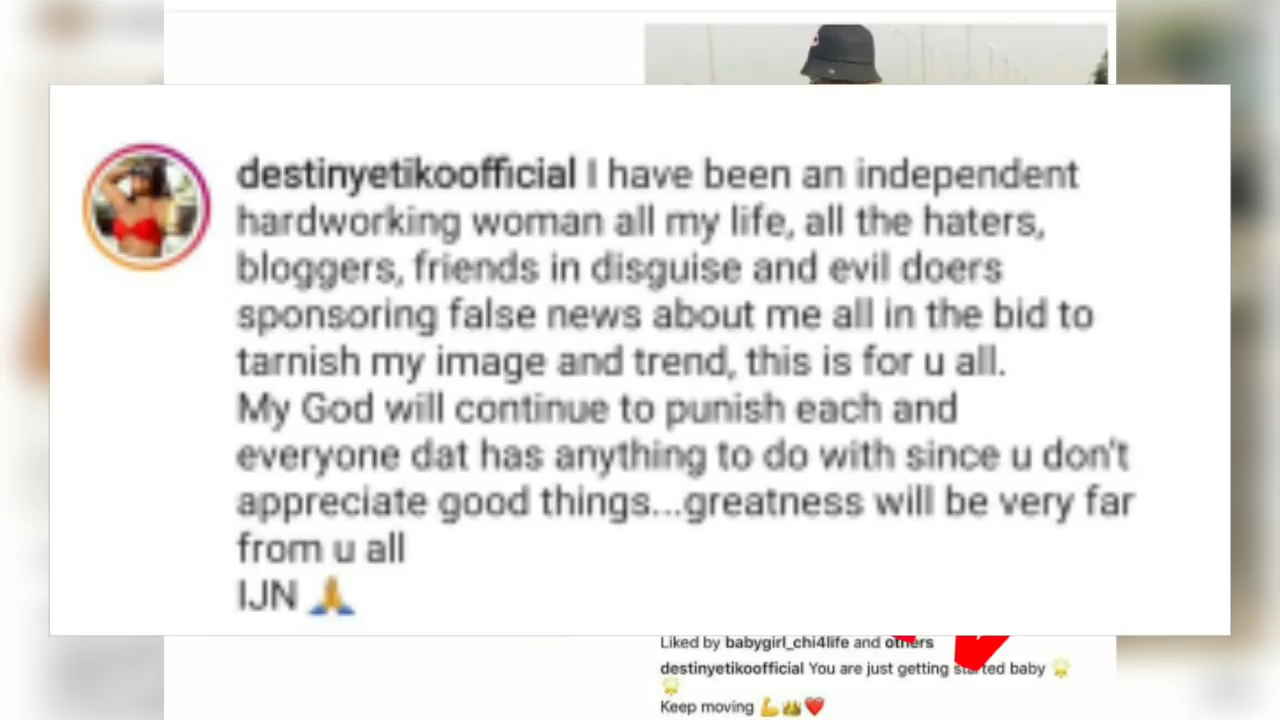 destinyetikoofficial I have been an independent
hardworking woman all my life, all the haters,
bloggers, friends in disguise and evil doers
sponsoring false news about me all in the bid to
tarnish my image and trend, this is for u all.
My God will continue to punish each and
everyone dat has anything to do with since u don't
appreciate good things...greatness will be very far
from u all
IJN 🙏
Liked by babygirl_chi4life and others
destinyetikoofficial You are just getting started baby 🌟
🌟
Keep moving 💪👑❤️